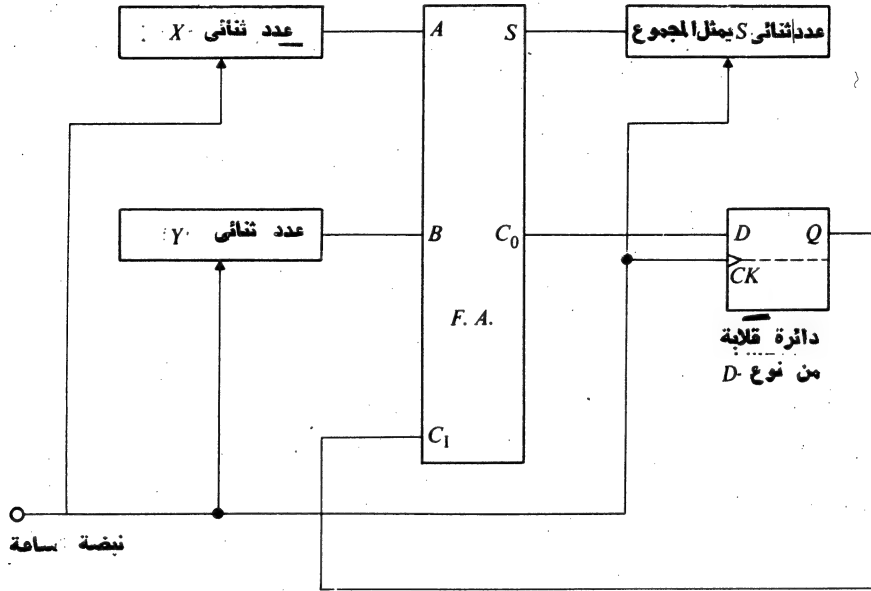 عدد ثنائى X
A
S
عدد ثنائى S يمثل المجموع
عدد ثنائى Y
B
C₀
D
Q
CK
F. A.
دائرة قلابة
من نوع D-
C₁
نبضة ساعة